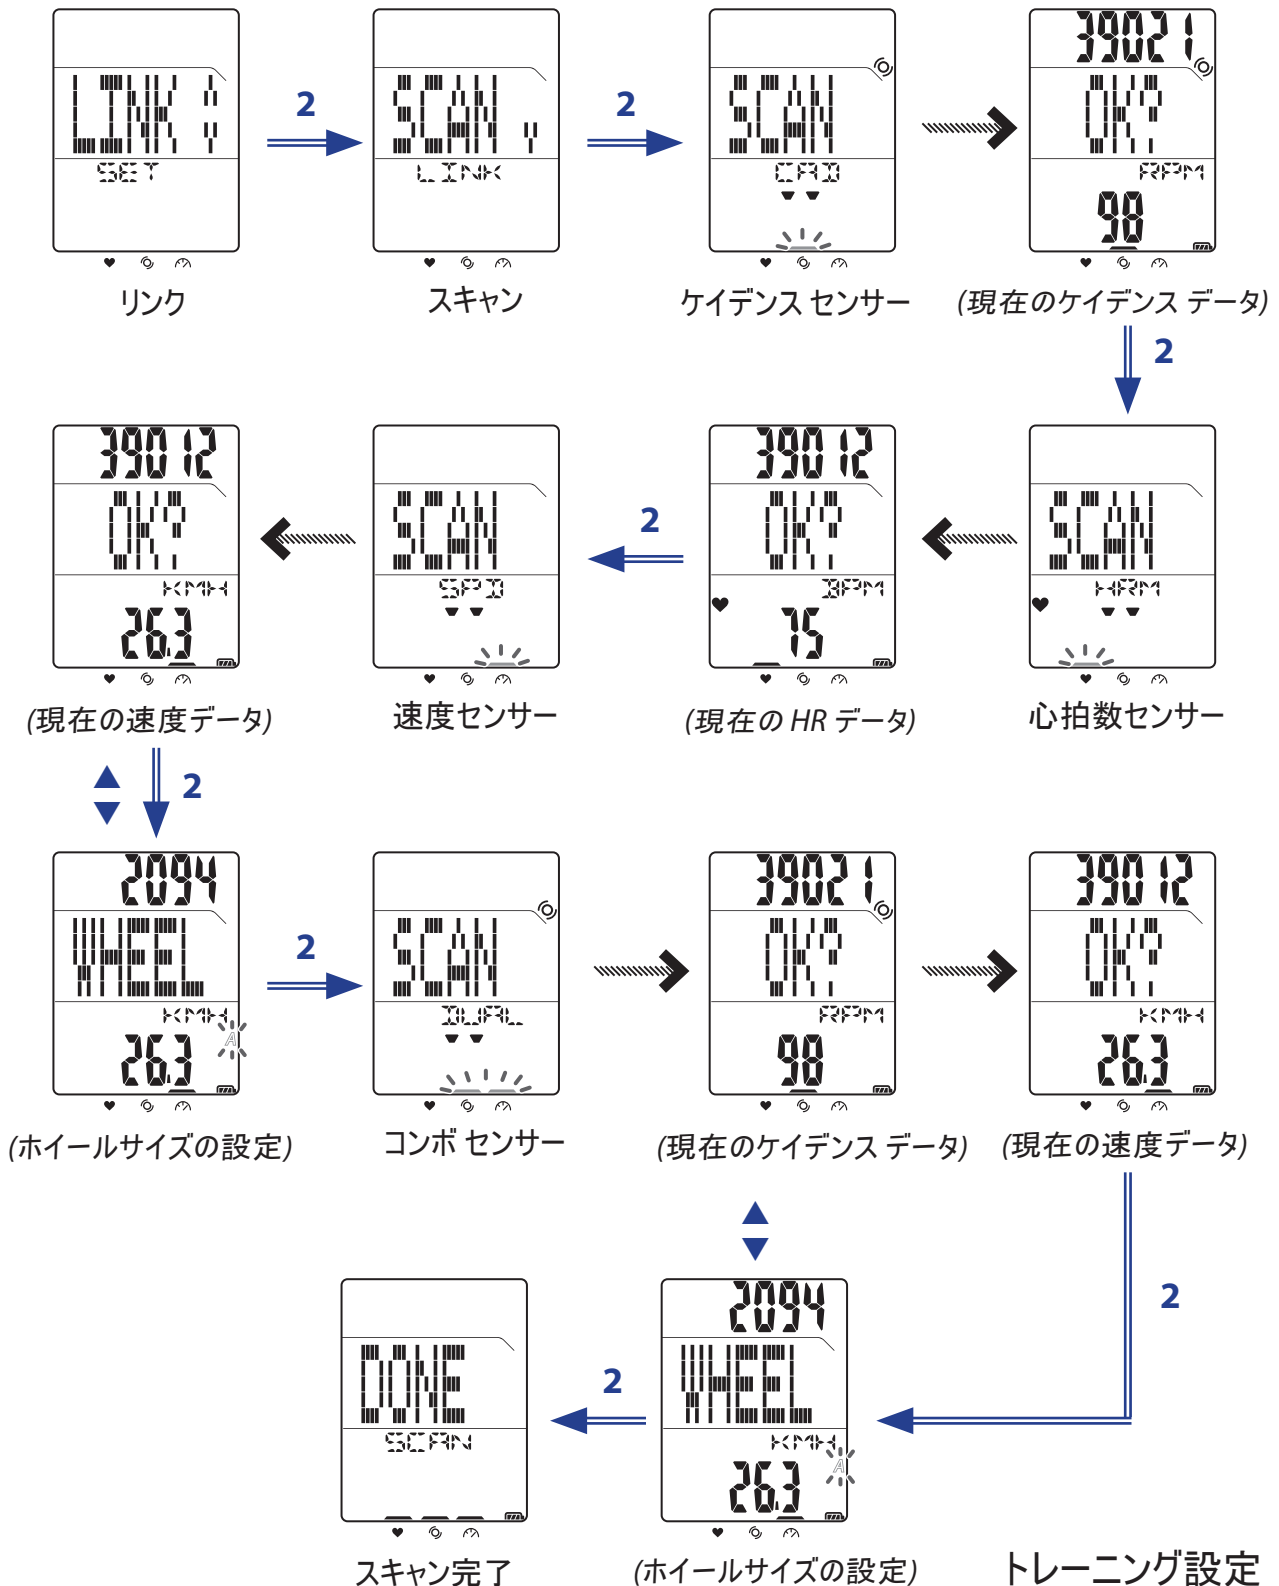 LINK
SET
リンク
2
SCAN
LINK
スキャン
2
SCAN
CAD
ケイデンス センサー
39021
OK?
RPM
98
(現在のケイデンス データ)
2
SCAN
HRM
心拍数センサー
39012
OK?
BPM
75
(現在の HR データ)
2
SCAN
SPD
速度センサー
39012
OK?
KMH
26.3
(現在の速度データ)
2
2094
WHEEL
KMH
A
26.3
(ホイールサイズの設定)
2
SCAN
DUAL
コンボ センサー
39021
OK?
RPM
98
(現在のケイデンス データ)
39012
OK?
KMH
26.3
(現在の速度データ)
2
2094
WHEEL
KMH
A
26.3
(ホイールサイズの設定)
2
DONE
SCAN
スキャン完了
トレーニング設定